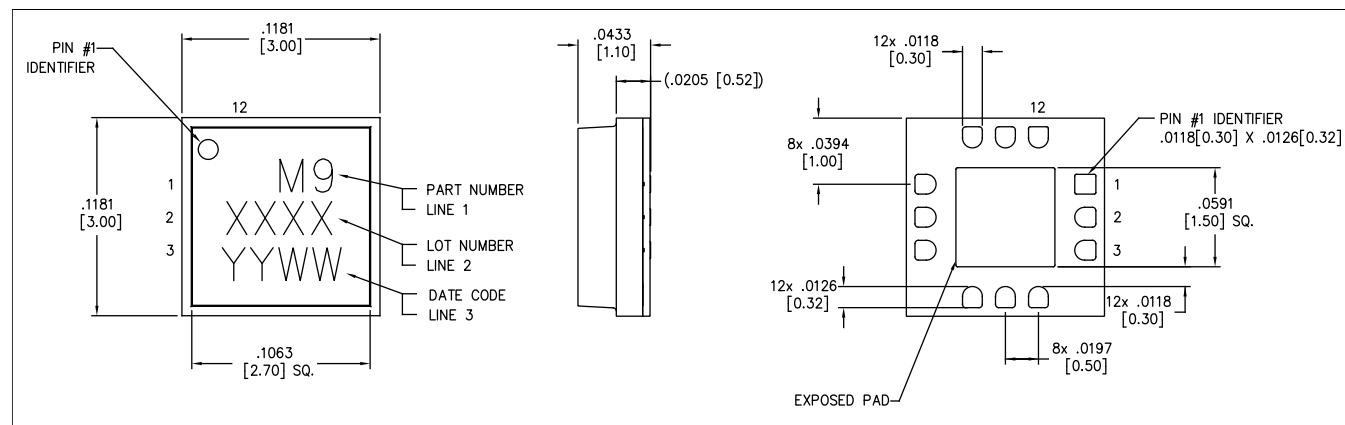 .1181
[3.00]
PIN #1
IDENTIFIER
12
1
2
3
.1181
[3.00]
M9
XXXX
YYWW
PART NUMBER
LINE 1
LOT NUMBER
LINE 2
DATE CODE
LINE 3
.1063
[2.70] SQ.
.0433
[1.10]
(.0205 [0.52])
12x .0118
[0.30]
12
8x .0394
[1.00]
PIN #1 IDENTIFIER
.0118[0.30] X .0126[0.32]
1
2
3
.0591
[1.50] SQ.
12x .0126
[0.32]
12x .0118
[0.30]
8x .0197
[0.50]
EXPOSED PAD